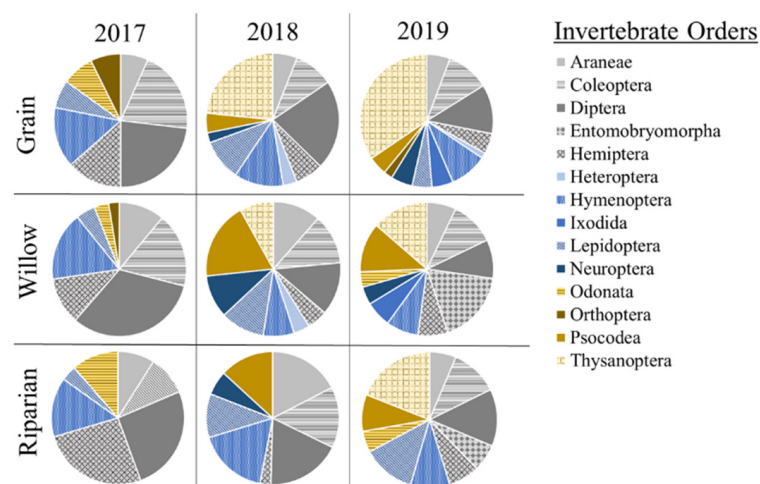 2017
2018
2019
Grain
Willow
Riparian
Invertebrate Orders
Araneae
Coleoptera
Diptera
Entomobryomorpha
Hemiptera
Heteroptera
Hymenoptera
Ixodida
Lepidoptera
Neuroptera
Odonata
Orthoptera
Psocodea
Thysanoptera